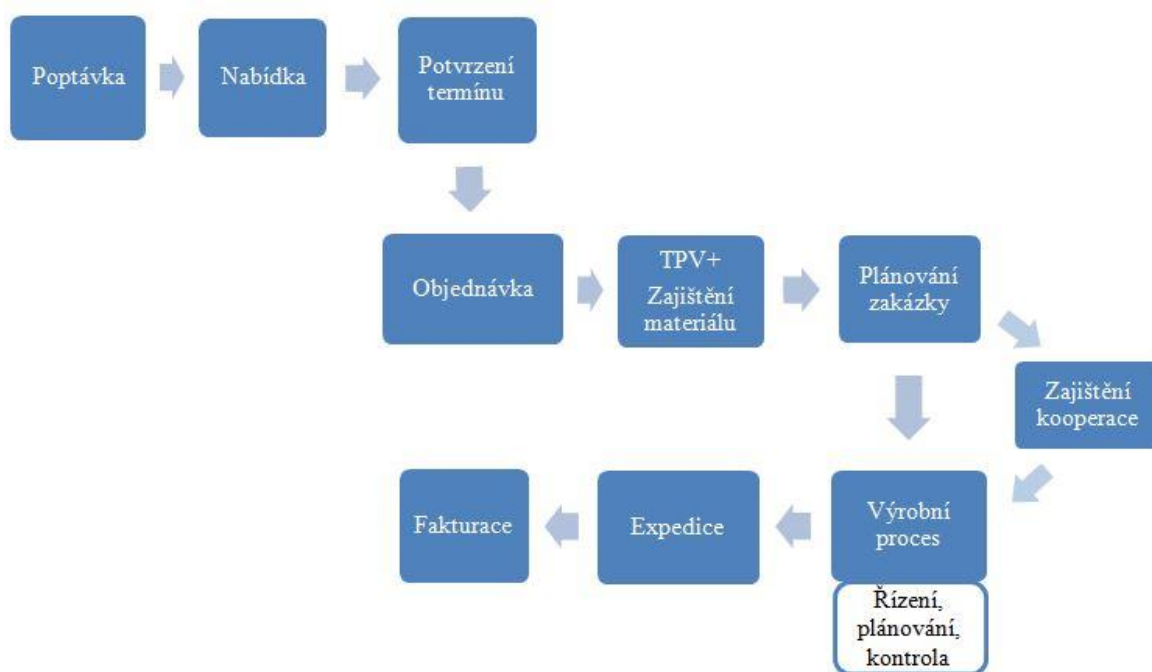 Poptávka
Nabídka
Potvrzení
termínu
Objednávka
TPV+
Zajištění
materiálu
Plánování
zakázky
Zajištění
kooperace
Výrobní
proces
Řízení,
plánování,
kontrola
Expedice
Fakturace